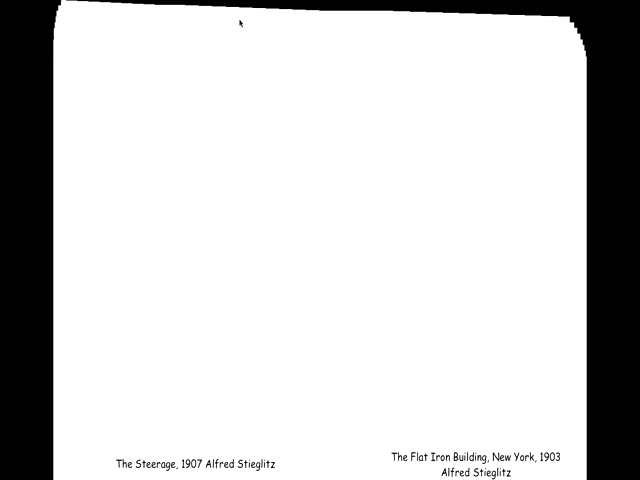 The Steerage, 1907 Alfred Stieglitz
The Flat Iron Building, New York, 1903
Alfred Stieglitz